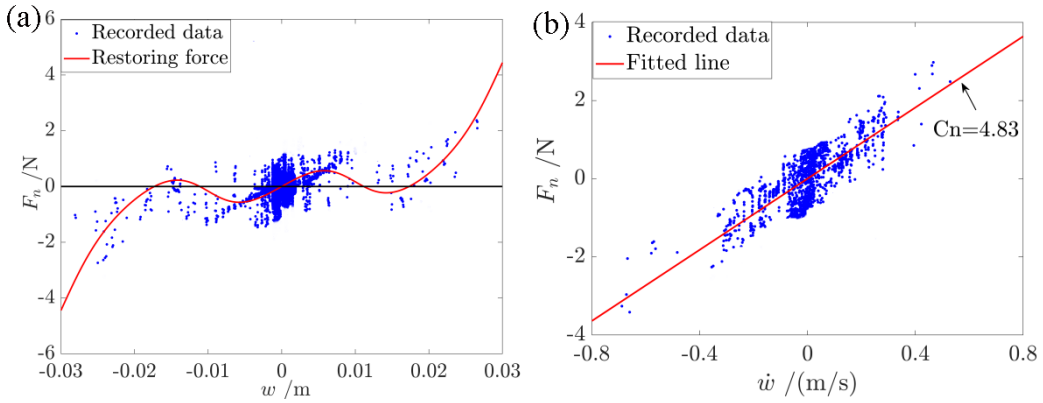 (a)
6
4
2
0
-2
-4
-6
F_n /N
Recorded data
Restoring force
-0.03
-0.02
-0.01
0
0.01
0.02
0.03
w /m
(b)
4
2
0
-2
-4
F_n /N
Recorded data
Fitted line
Cn=4.83
-0.8
-0.4
0
0.4
0.8
ẇ /(m/s)